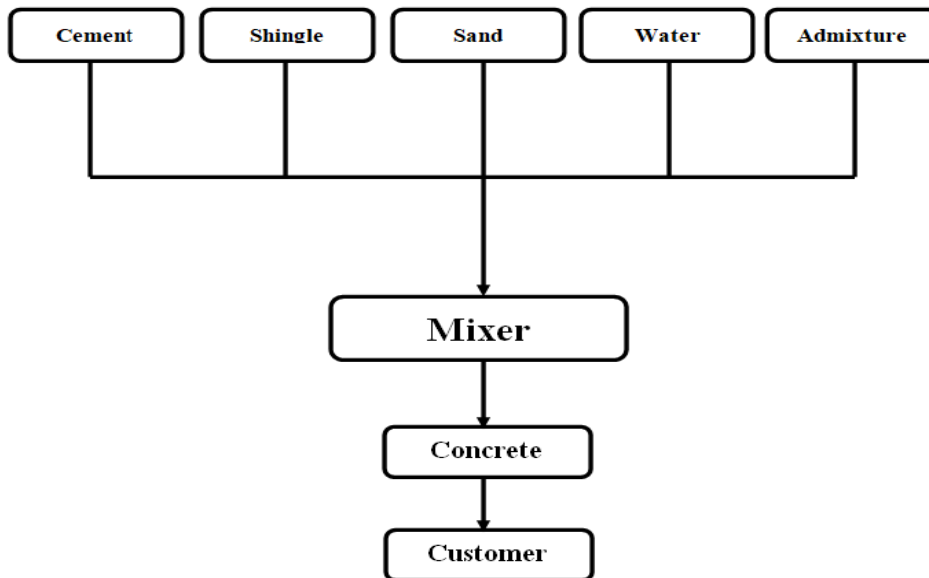 Cement
Shingle
Sand
Water
Admixture
Mixer
Concrete
Customer